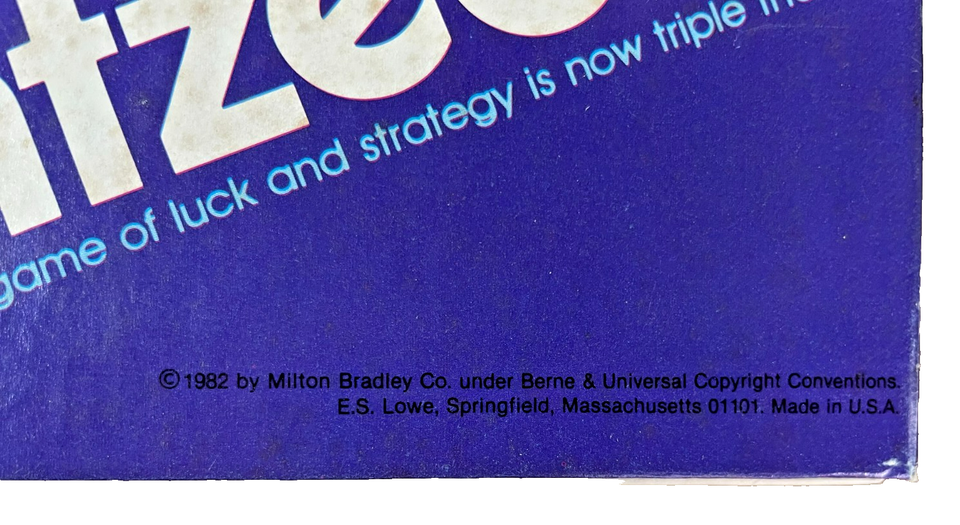 game of luck and strategy is now triple
©1982 by Milton Bradley Co. under Berne & Universal Copyright Conventions.
E.S. Lowe, Springfield, Massachusetts 01101. Made in U.S.A.